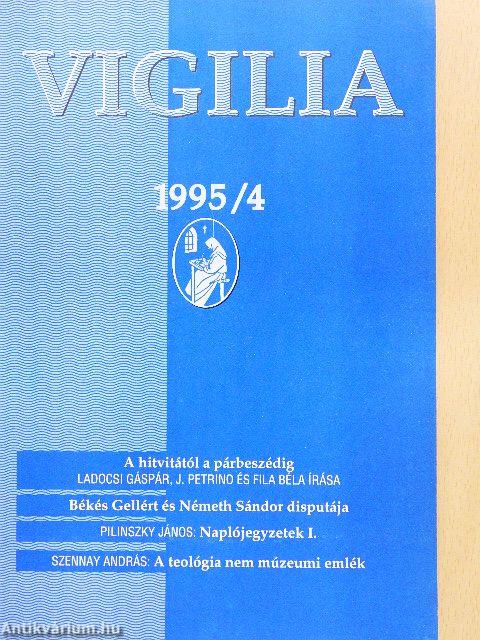 VIGILIA
1995/4
A hitvitától a párbeszédig
LADOCSI GÁSPÁR, J. PETRINO ÉS FILA BÉLA ÍRÁSA
Békés Gellért és Németh Sándor disputája
PILINSZKY JÁNOS: Naplójegyzetek I.
SZENNAY ANDRÁS: A teológia nem múzeumi emlék
Antikvárium.hu